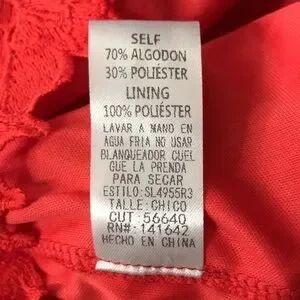 SELF
70% ALGODON
30% POLIÉSTER
LINING
100% POLIÉSTER
LAVAR A MANO EN
AGUA FRIA NO USAR
BLANQUEADOR CUEL
GUE LA PRENDA
PARA SECAR
ESTILO:SL4955R3
TALLE:CHICO
CUT :56640
RN#: 141642
HECHO EN CHINA